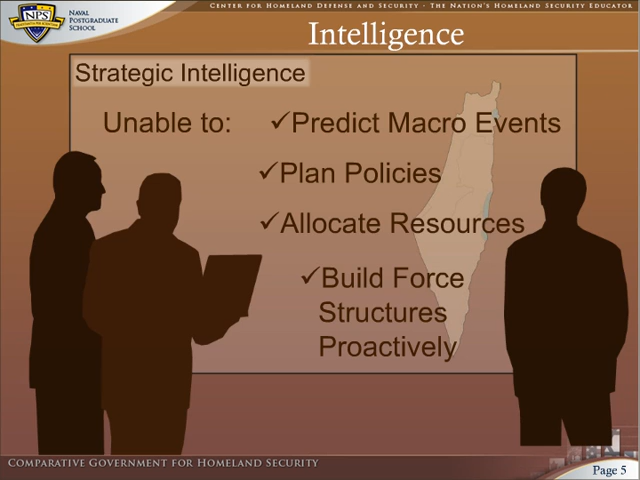 CENTER FOR HOMELAND DEFENSE AND SECURITY · THE NATION'S HOMELAND SECURITY EDUCATOR
NPS
NAVAL
POSTGRADUATE
SCHOOL
Intelligence
Strategic Intelligence
Unable to: ✓Predict Macro Events
✓Plan Policies
✓Allocate Resources
✓Build Force
Structures
Proactively
COMPARATIVE GOVERNMENT FOR HOMELAND SECURITY
Page 5